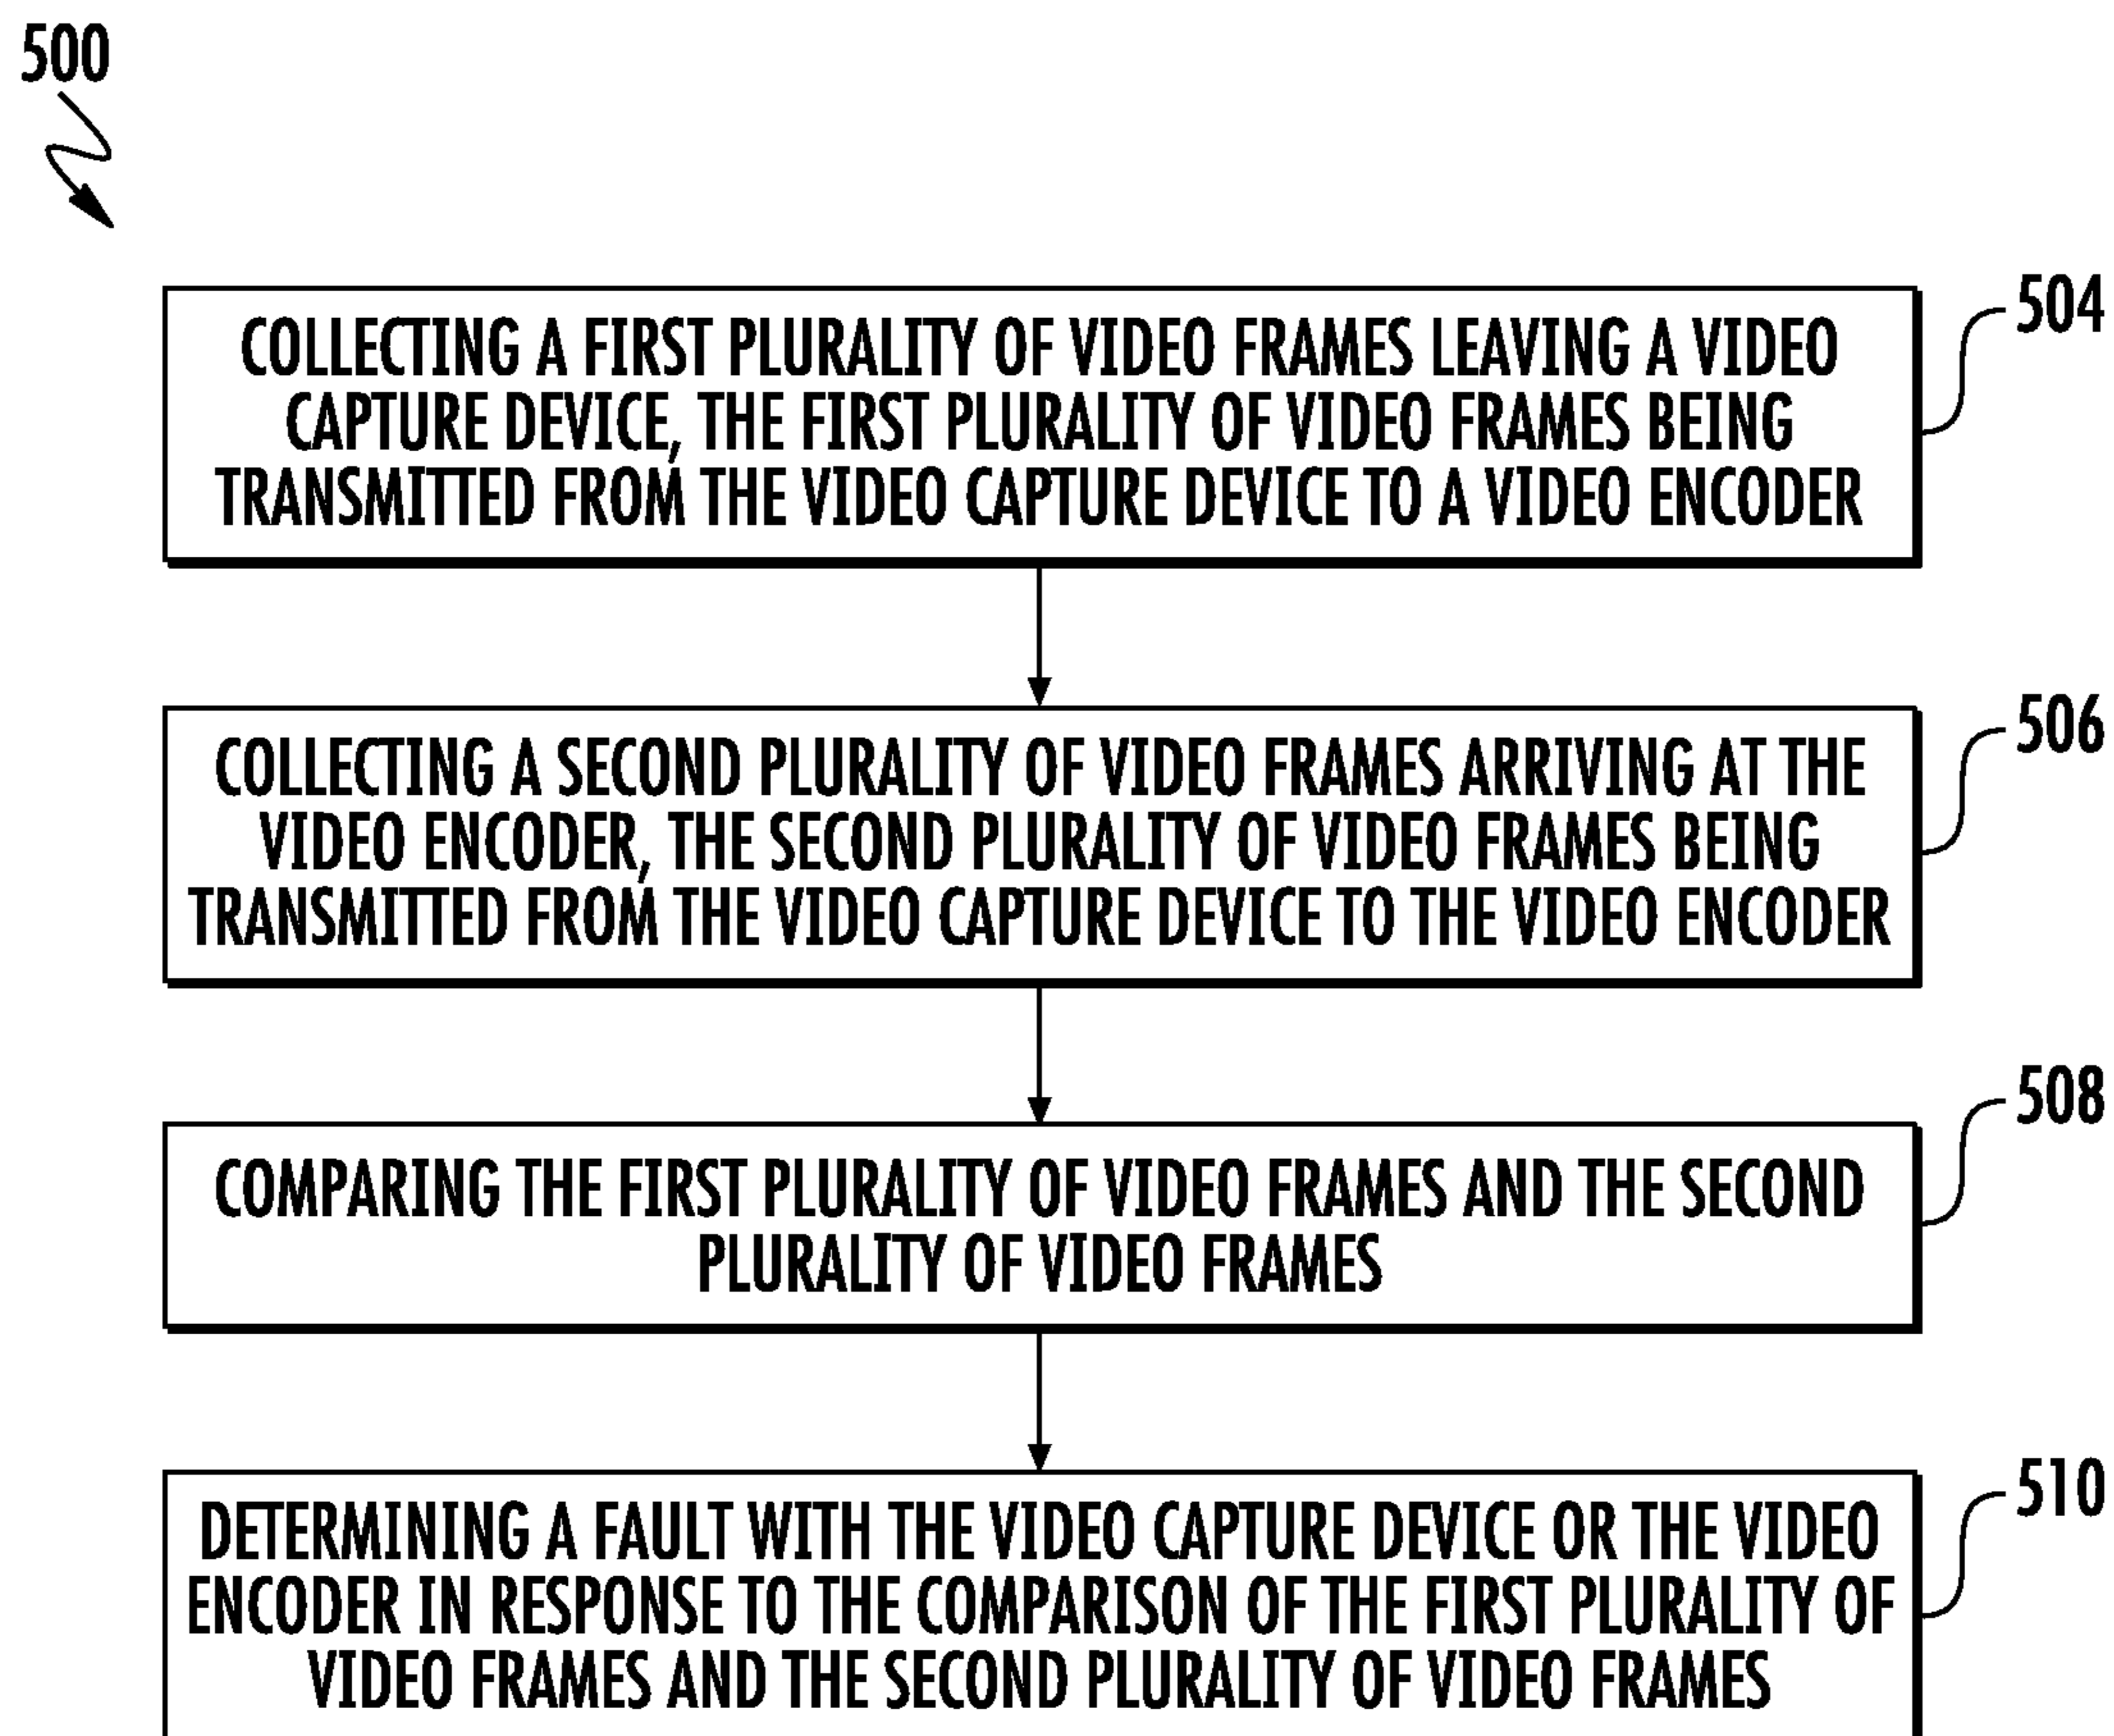 500
504
COLLECTING A FIRST PLURALITY OF VIDEO FRAMES LEAVING A VIDEO
CAPTURE DEVICE, THE FIRST PLURALITY OF VIDEO FRAMES BEING
TRANSMITTED FROM THE VIDEO CAPTURE DEVICE TO A VIDEO ENCODER
506
COLLECTING A SECOND PLURALITY OF VIDEO FRAMES ARRIVING AT THE
VIDEO ENCODER, THE SECOND PLURALITY OF VIDEO FRAMES BEING
TRANSMITTED FROM THE VIDEO CAPTURE DEVICE TO THE VIDEO ENCODER
508
COMPARING THE FIRST PLURALITY OF VIDEO FRAMES AND THE SECOND
PLURALITY OF VIDEO FRAMES
510
DETERMINING A FAULT WITH THE VIDEO CAPTURE DEVICE OR THE VIDEO
ENCODER IN RESPONSE TO THE COMPARISON OF THE FIRST PLURALITY OF
VIDEO FRAMES AND THE SECOND PLURALITY OF VIDEO FRAMES